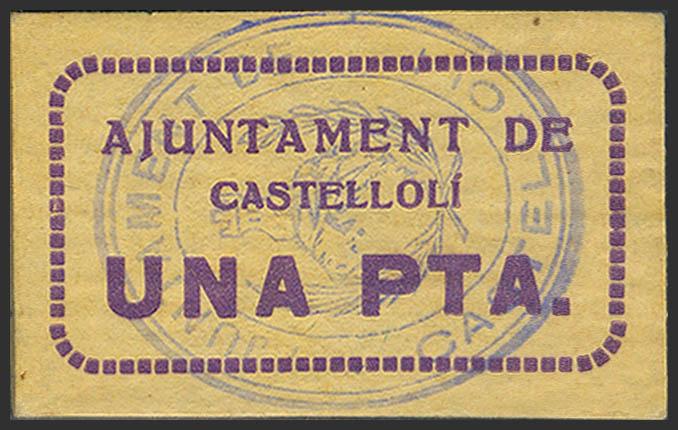 AJUNTAMENT DE
CASTELLOLÍ
UNA PTA.